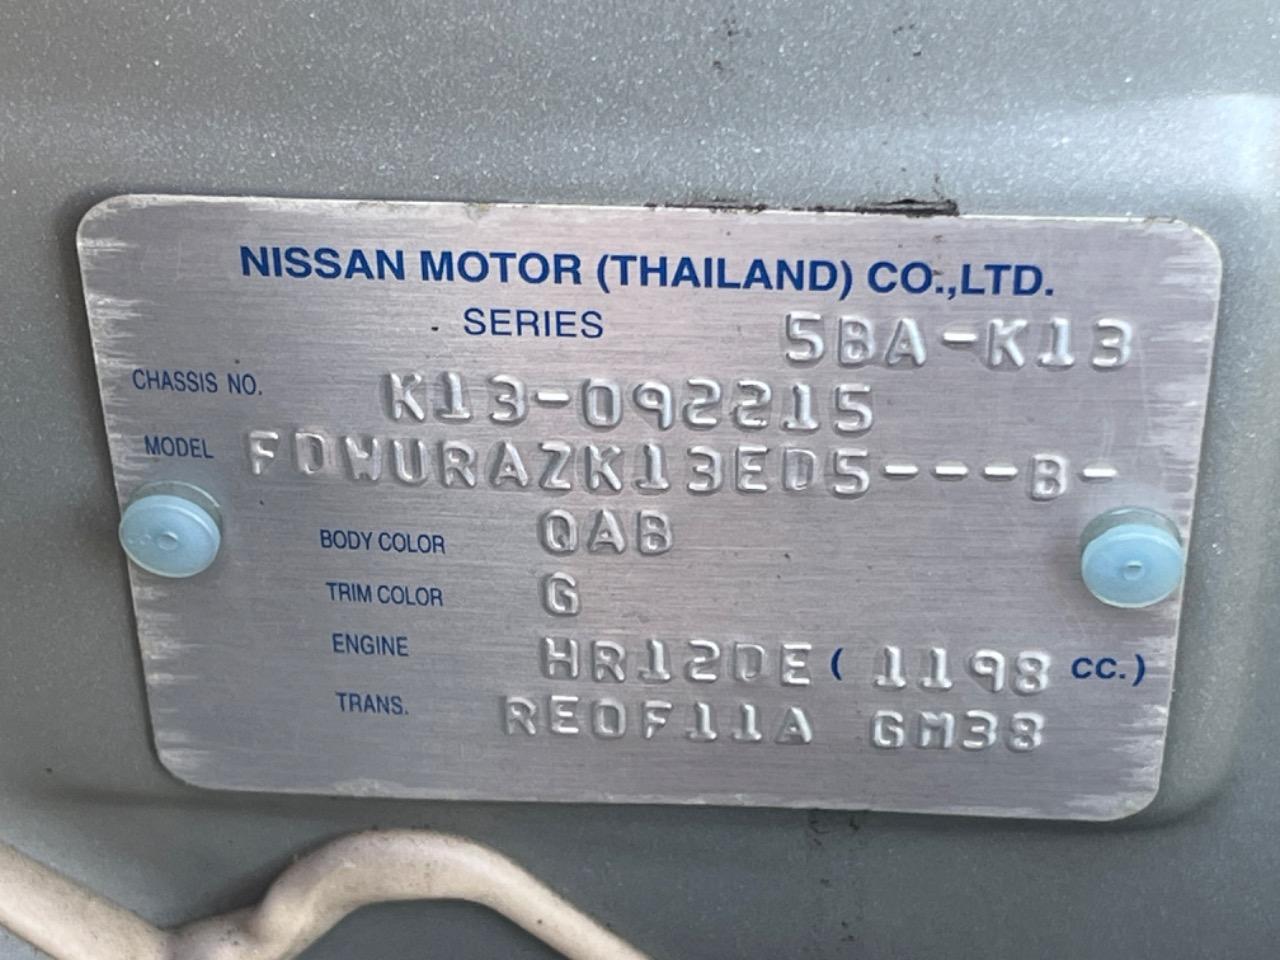 NISSAN MOTOR (THAILAND) CO.,LTD.
SERIES 5BA-K13
CHASSIS NO. K13-092215
MODEL FDWURAZK13ED5---B-
BODY COLOR QAB
TRIM COLOR G
ENGINE HR12DE ( 1198 CC.)
TRANS. RE0F11A GM38